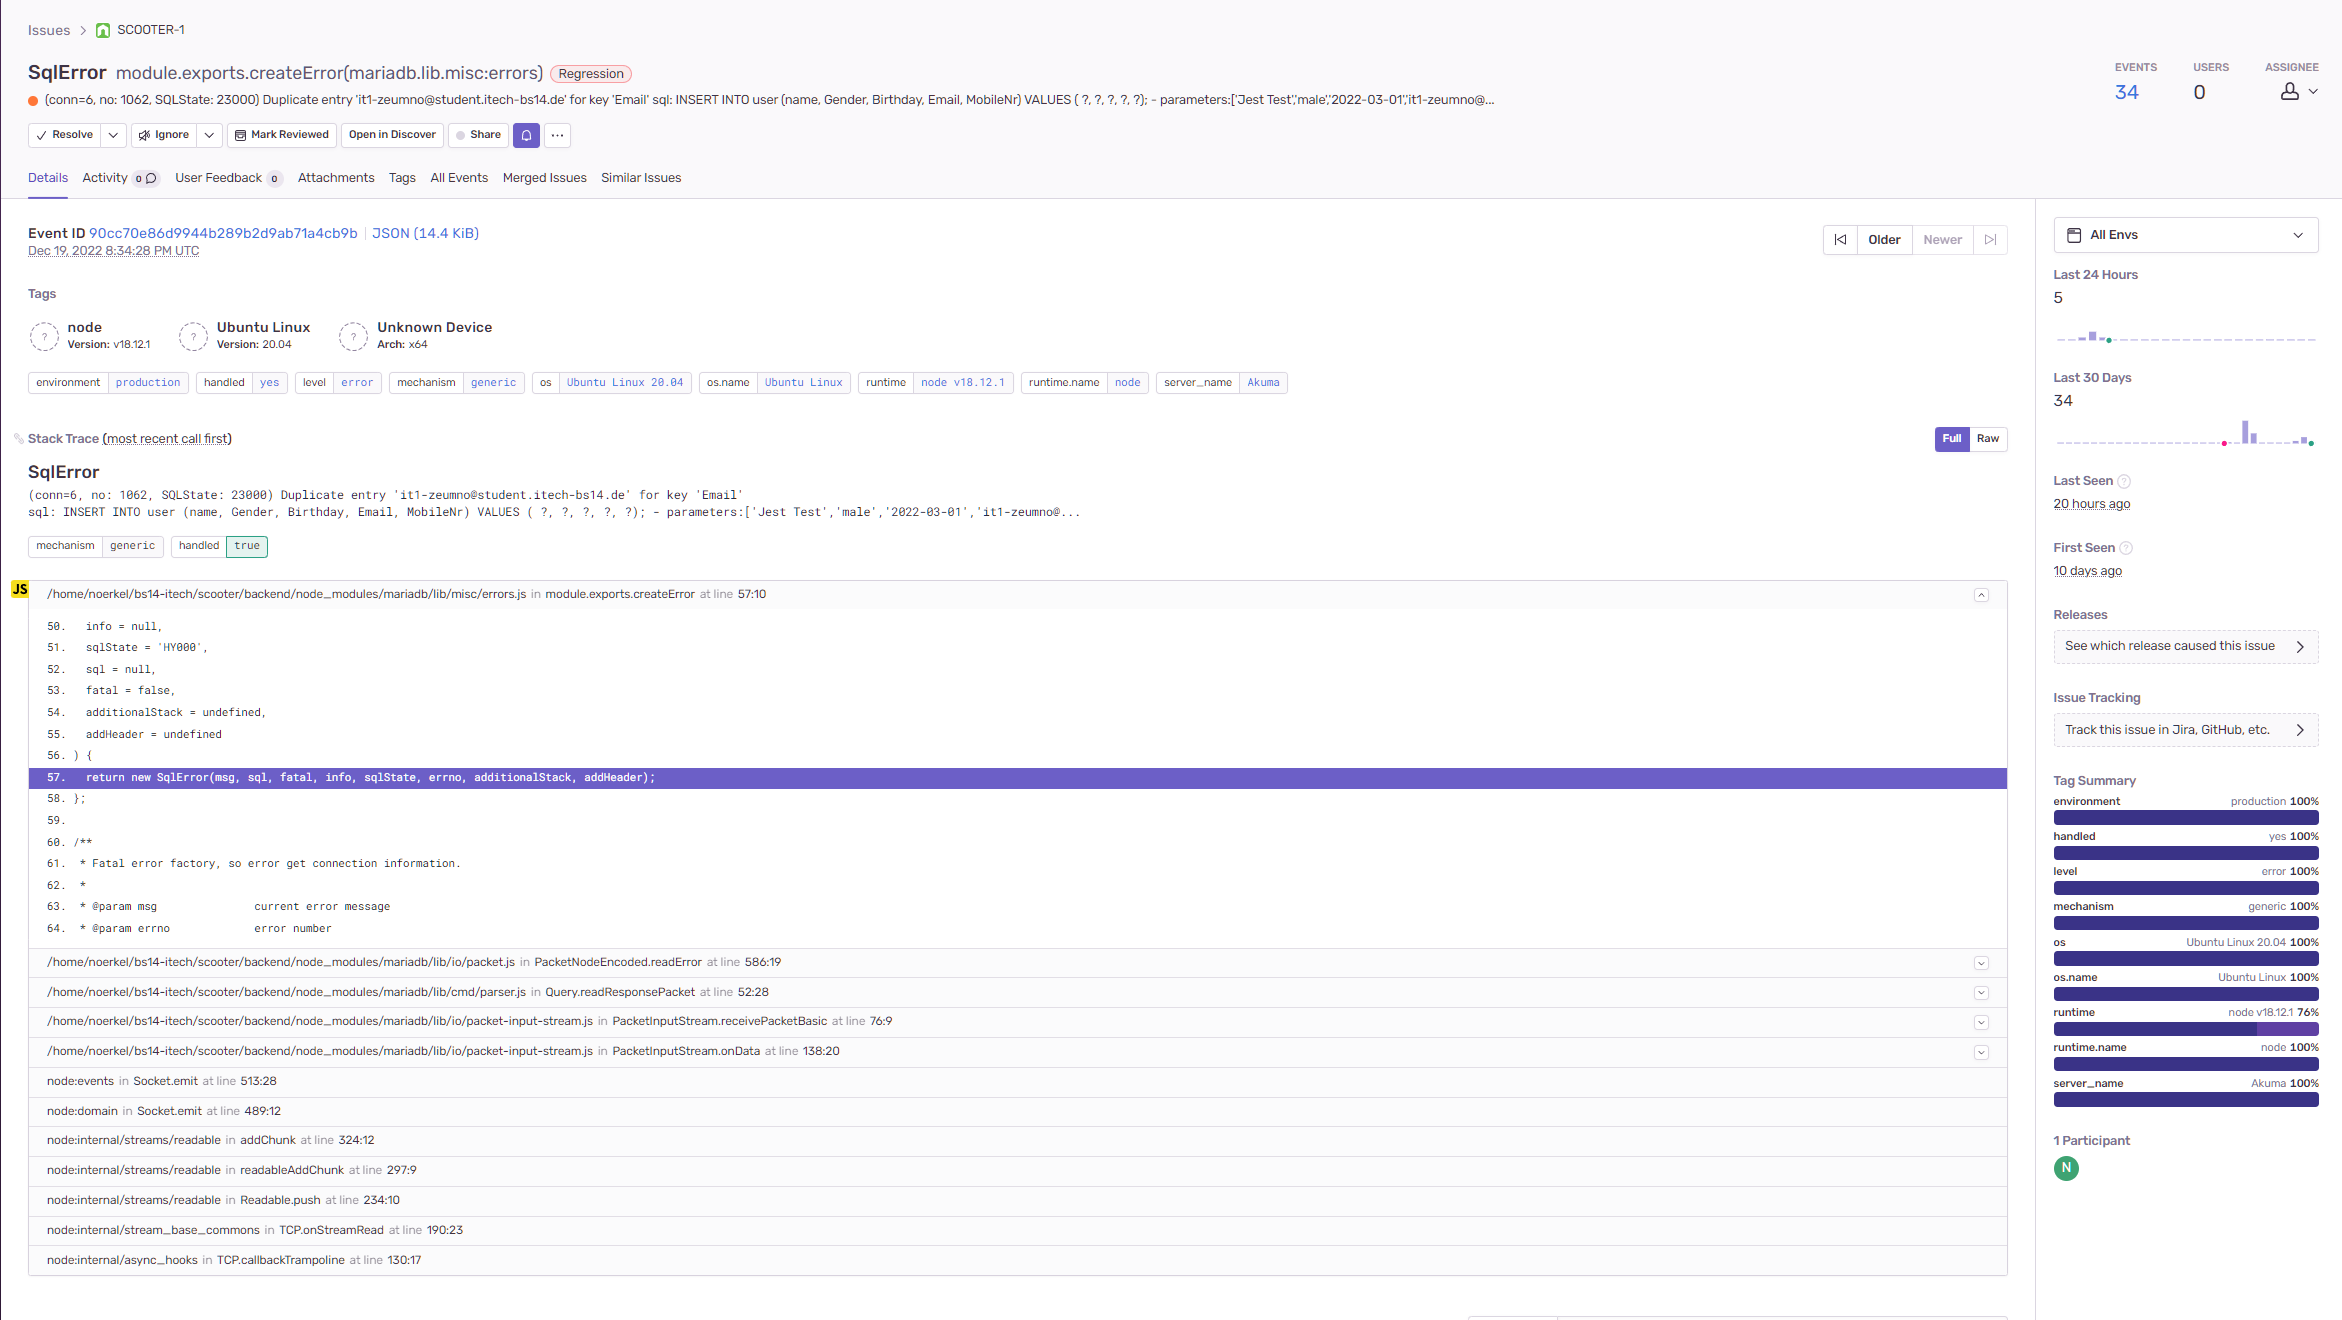 Issues > SCOOTER-1
SqlError module.exports.createError(mariadb.lib.misc:errors) Regression
(conn=6, no: 1062, SQLState: 23000) Duplicate entry 'it1-zeumno@student.itech-bs14.de' for key 'Email' sql: INSERT INTO user (name, Gender, Birthday, Email, MobileNr) VALUES ( ?, ?, ?, ?, ?); - parameters:['Jest Test','male','2022-03-01','it1-zeumno@...
EVENTS USERS ASSIGNEE
34 0
Resolve Ignore Mark Reviewed Open in Discover Share ...
Details Activity 0 User Feedback 0 Attachments Tags All Events Merged Issues Similar Issues
Event ID 90cc70e86d9944b289b2d9ab71a4cb9b | JSON (14.4 KiB)
Dec 19, 2022 8:34:28 PM UTC
Older Newer
Tags
? node
Version: v18.12.1
? Ubuntu Linux
Version: 20.04
? Unknown Device
Arch: x64
environment production handled yes level error mechanism generic os Ubuntu Linux 20.04 os.name Ubuntu Linux runtime node v18.12.1 runtime.name node server_name Akuma
Stack Trace (most recent call first)
Full Raw
SqlError
(conn=6, no: 1062, SQLState: 23000) Duplicate entry 'it1-zeumno@student.itech-bs14.de' for key 'Email'
sql: INSERT INTO user (name, Gender, Birthday, Email, MobileNr) VALUES ( ?, ?, ?, ?, ?); - parameters:['Jest Test','male','2022-03-01','it1-zeumno@...
mechanism generic handled true
JS
/home/noerkel/bs14-itech/scooter/backend/node_modules/mariadb/lib/misc/errors.js in module.exports.createError at line 57:10
50. info = null,
51. sqlState = 'HY000',
52. sql = null,
53. fatal = false,
54. additionalStack = undefined,
55. addHeader = undefined
56. ) {
57. return new SqlError(msg, sql, fatal, info, sqlState, errno, additionalStack, addHeader);
58. };
59.
60. /**
61. * Fatal error factory, so error get connection information.
62. *
63. * @param msg current error message
64. * @param errno error number
/home/noerkel/bs14-itech/scooter/backend/node_modules/mariadb/lib/io/packet.js in PacketNodeEncoded.readError at line 586:19
/home/noerkel/bs14-itech/scooter/backend/node_modules/mariadb/lib/cmd/parser.js in Query.readResponsePacket at line 52:28
/home/noerkel/bs14-itech/scooter/backend/node_modules/mariadb/lib/io/packet-input-stream.js in PacketInputStream.receivePacketBasic at line 76:9
/home/noerkel/bs14-itech/scooter/backend/node_modules/mariadb/lib/io/packet-input-stream.js in PacketInputStream.onData at line 138:20
node:events in Socket.emit at line 513:28
node:domain in Socket.emit at line 489:12
node:internal/streams/readable in addChunk at line 324:12
node:internal/streams/readable in readableAddChunk at line 297:9
node:internal/streams/readable in Readable.push at line 234:10
node:internal/stream_base_commons in TCP.onStreamRead at line 190:23
node:internal/async_hooks in TCP.callbackTrampoline at line 130:17
All Envs
Last 24 Hours
5
Last 30 Days
34
Last Seen ?
20 hours ago
First Seen ?
10 days ago
Releases
See which release caused this issue
Issue Tracking
Track this issue in Jira, GitHub, etc.
Tag Summary
environment production 100%
handled yes 100%
level error 100%
mechanism generic 100%
os Ubuntu Linux 20.04 100%
os.name Ubuntu Linux 100%
runtime node v18.12.1 76%
runtime.name node 100%
server_name Akuma 100%
1 Participant
N